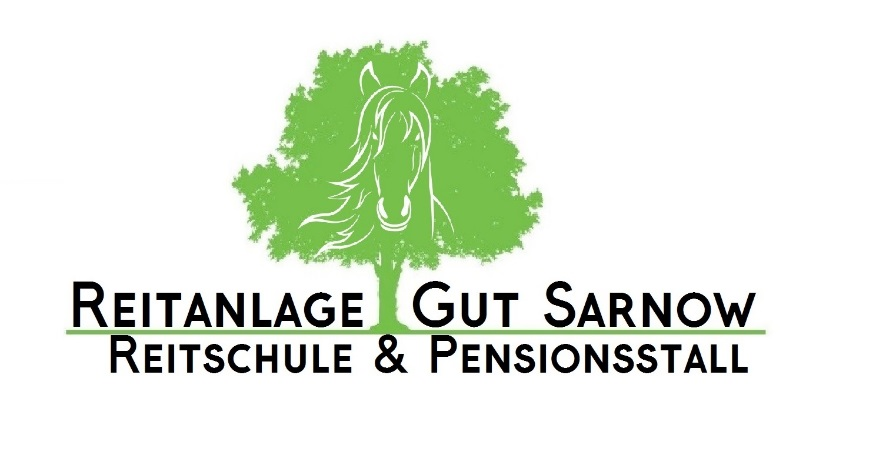 Reitanlage Gut Sarnow
Reitschule & Pensionsstall